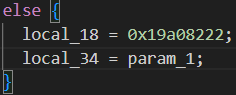 else {
  local_18 = 0x19a08222;
  local_34 = param_1;
}